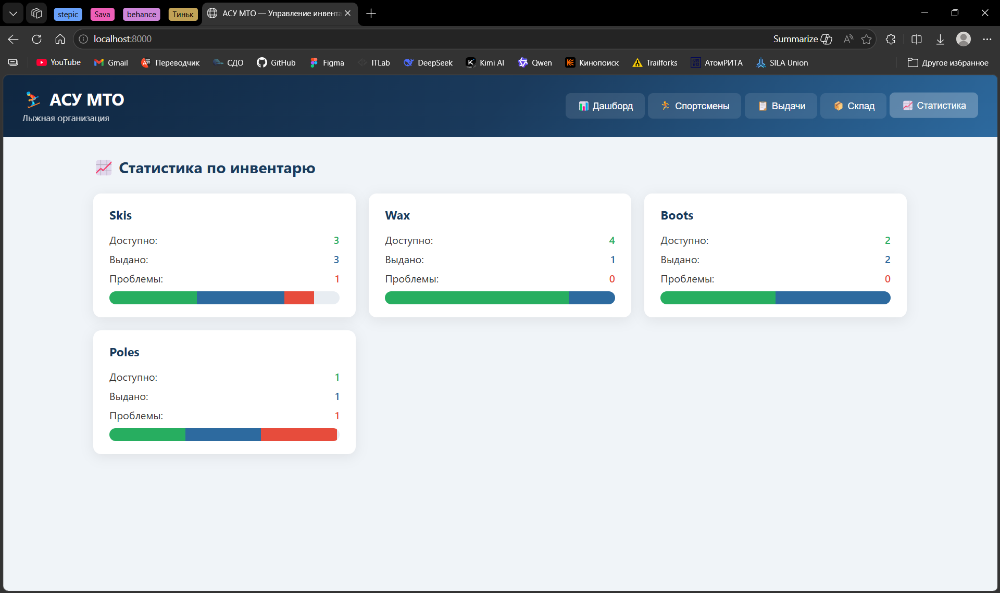 stepic
Sava
behance
Тиньк
АСУ МТО — Управление инвента
localhost:8000
Summarize
YouTube
Gmail
Переводчик
СДО
GitHub
Figma
ITLab
DeepSeek
Kimi AI
Qwen
Кинопоиск
Trailforks
АтомРИТА
SILA Union
Другое избранное
АСУ МТО
Лыжная организация
Дашборд
Спортсмены
Выдачи
Склад
Статистика
Статистика по инвентарю
Skis
Доступно: 3
Выдано: 3
Проблемы: 1
Wax
Доступно: 4
Выдано: 1
Проблемы: 0
Boots
Доступно: 2
Выдано: 2
Проблемы: 0
Poles
Доступно: 1
Выдано: 1
Проблемы: 1